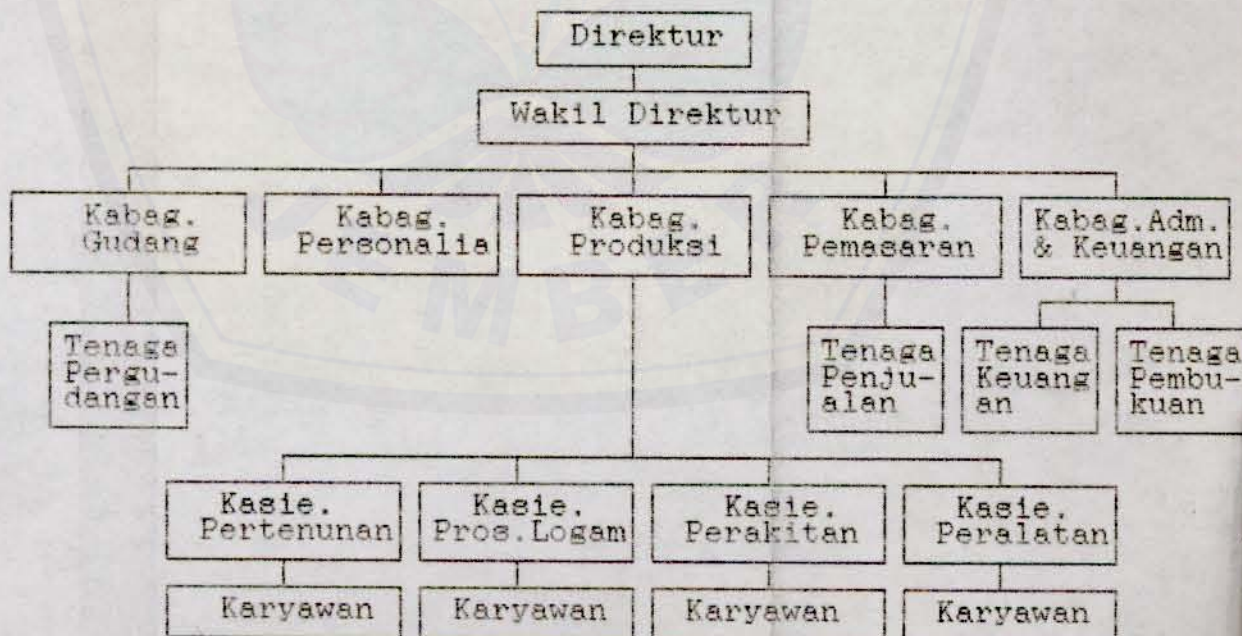 Direktur
Wakil Direktur
Kabag.
Gudang
Kabag.
Personalia
Kabag.
Produksi
Kabag.
Pemasaran
Kabag.Adm.
& Keuangan
Tenaga
Pergu-
dangan
Tenaga
Penju-
alan
Tenaga
Keuang
an
Tenaga
Pembu-
kuan
Kasie.
Pertenunan
Kasie.
Pros.Logam
Kasie.
Perakitan
Kasie.
Peralatan
Karyawan
Karyawan
Karyawan
Karyawan